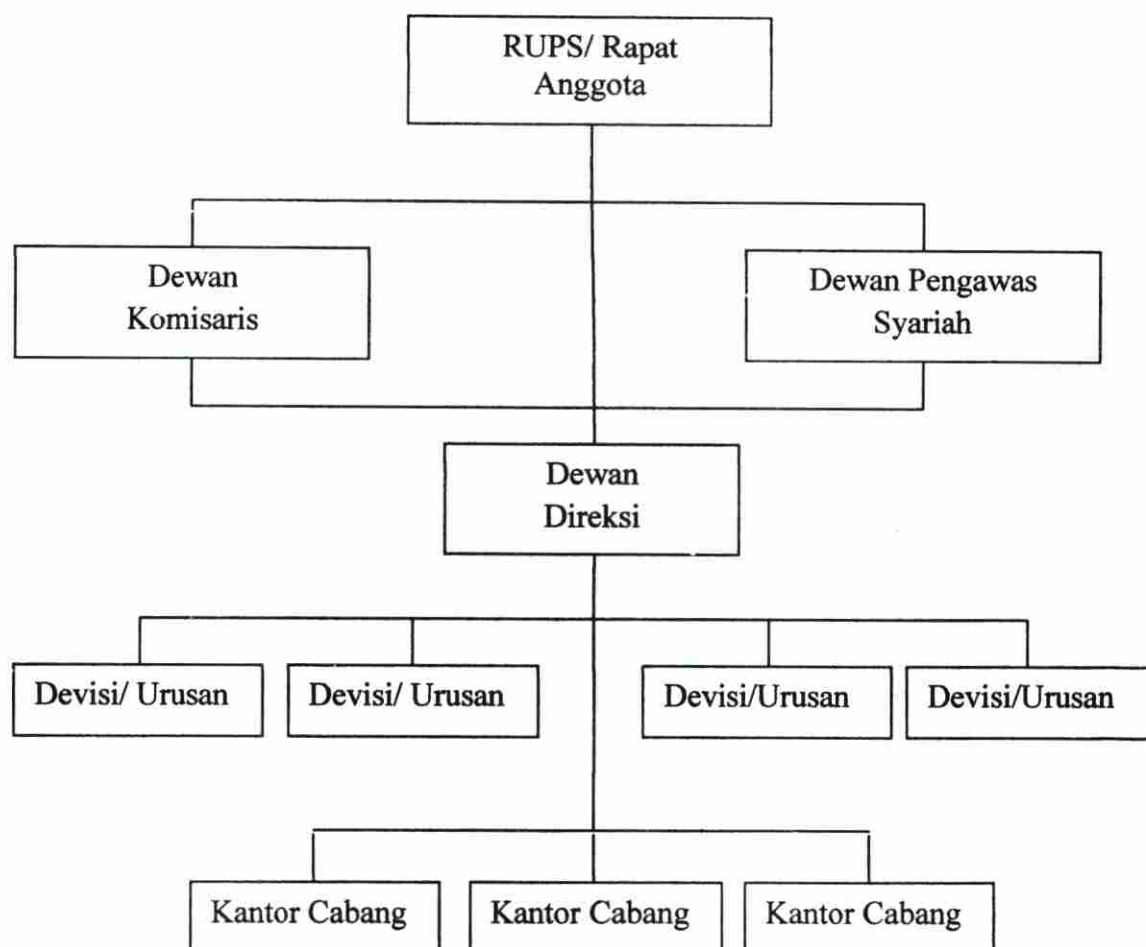 RUPS/ Rapat
Anggota
Dewan
Komisaris
Dewan Pengawas
Syariah
Dewan
Direksi
Devisi/ Urusan
Devisi/ Urusan
Devisi/Urusan
Devisi/Urusan
Kantor Cabang
Kantor Cabang
Kantor Cabang